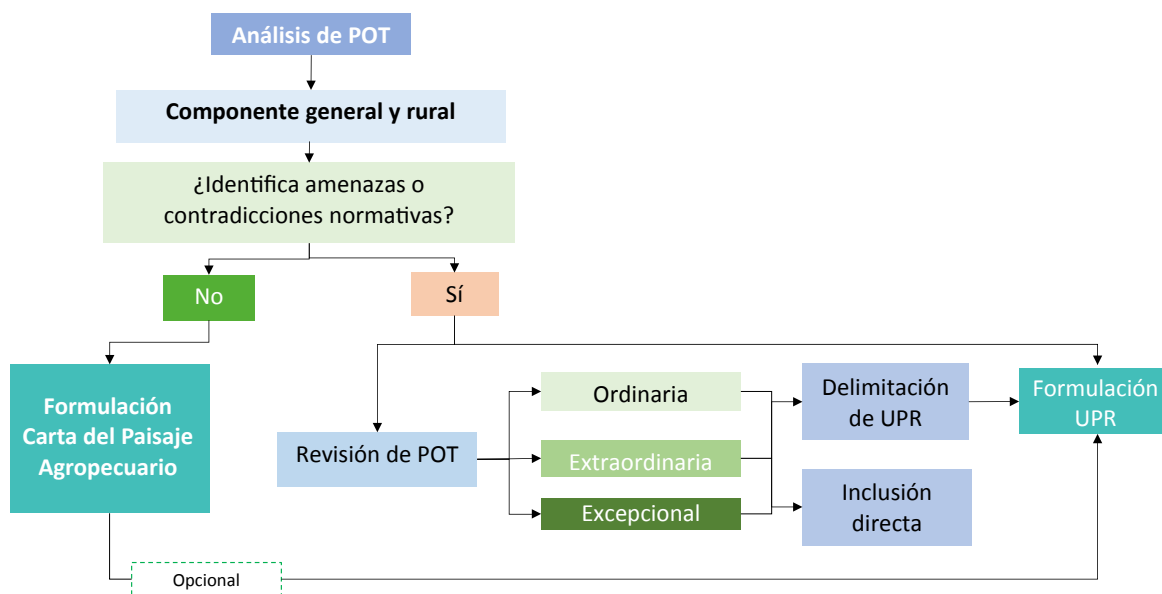 Análisis de POT
Componente general y rural
¿Identifica amenazas o
contradicciones normativas?
No
Sí
Formulación
Carta del Paisaje
Agropecuario
Revisión de POT
Ordinaria
Extraordinaria
Excepcional
Delimitación
de UPR
Inclusión
directa
Formulación
UPR
Opcional